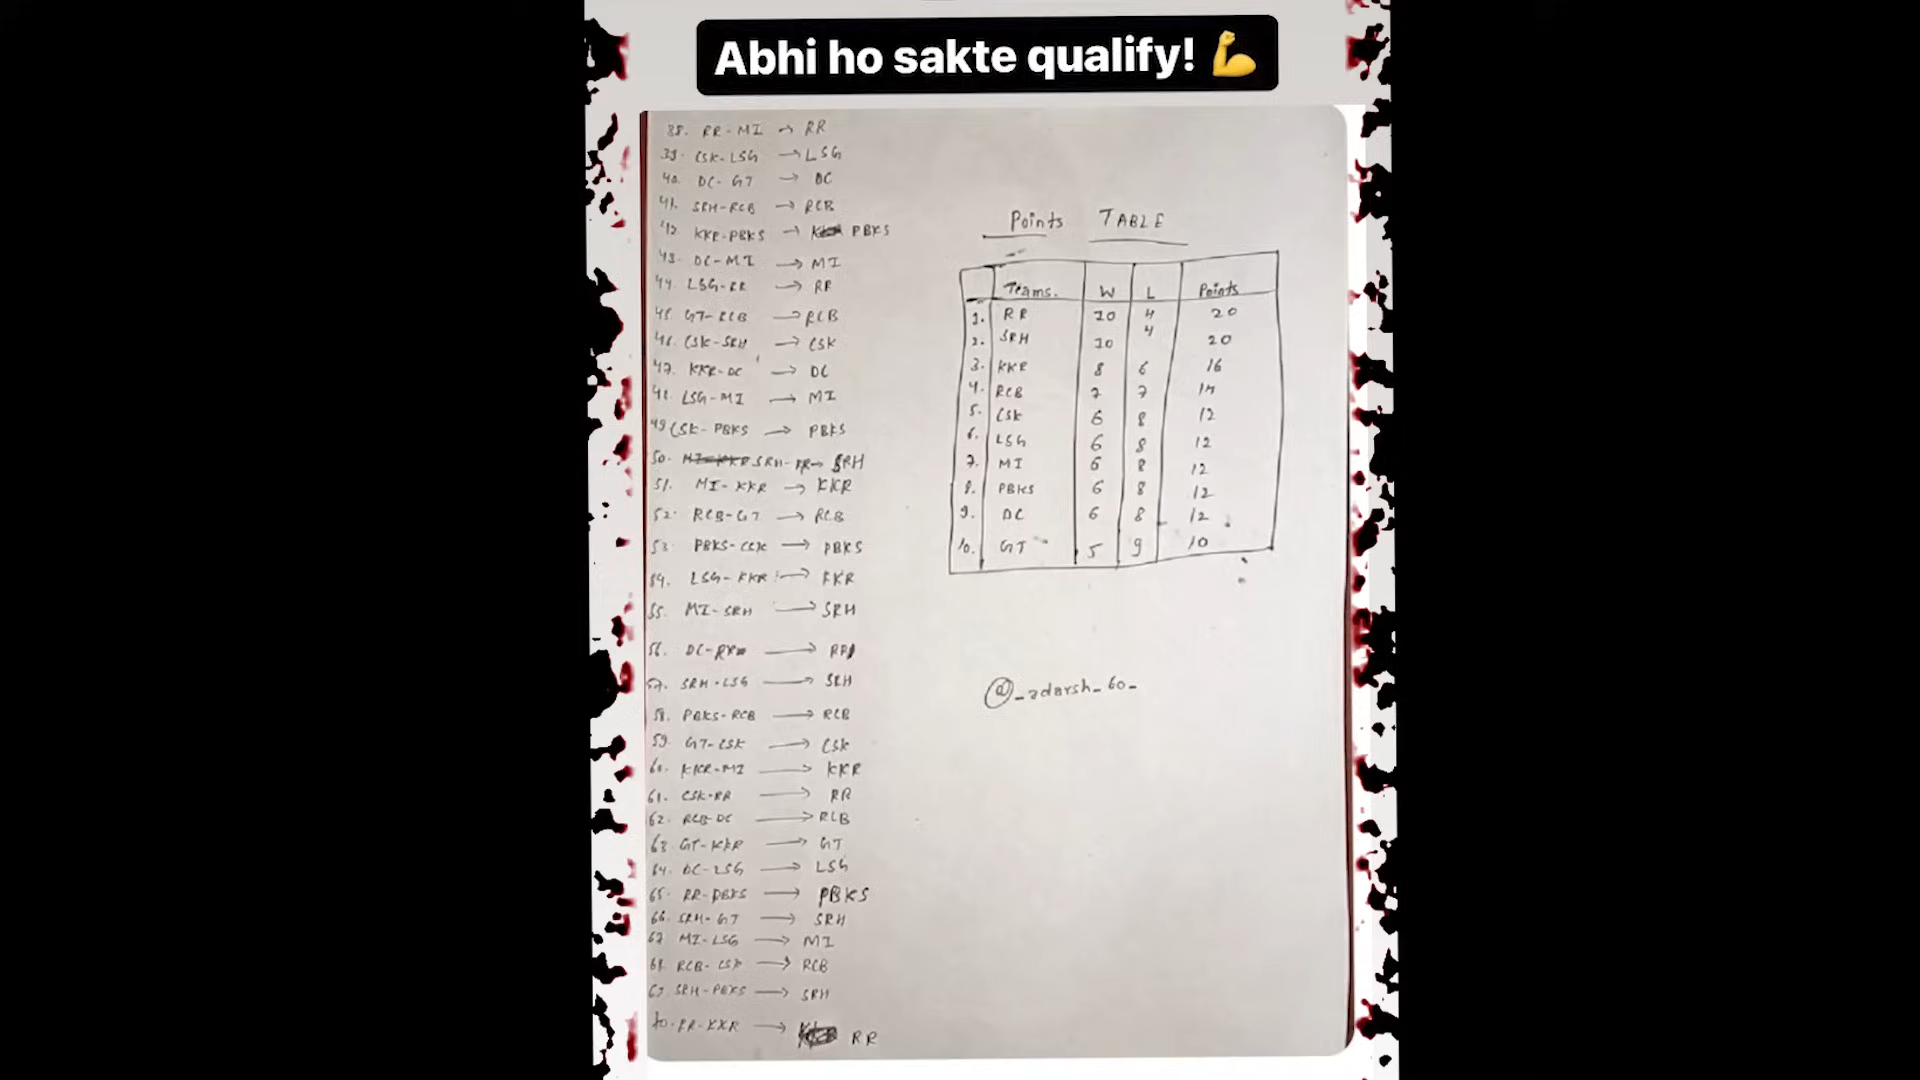 Abhi ho sakte qualify! 💪
38. RR-MI → RR
39. CSK-LSG → LSG
40. DC-GT → DC
41. SRH-RCB → RCB
42. KKR-PBKS → PBKS
43. DC-MI → MI
44. LSG-RR → RR
45. GT-RCB → RCB
46. CSK-SRH → CSK
47. KKR-DC → DC
48. LSG-MI → MI
49 CSK-PBKS → PBKS
50. SRH-RR → SRH
51. MI-KKR → KKR
52. RCB-GT → RCB
53. PBKS-CSK → PBKS
54. LSG-KKR → KKR
55. MI-SRH → SRH
56. DC-RR → RR
57. SRH-LSG → SRH
58. PBKS-RCB → RCB
59. GT-CSK → CSK
60. KKR-MI → KKR
61. CSK-RR → RR
62. RCB-DC → RCB
63. GT-KKR → GT
64. DC-LSG → LSG
65. RR-PBKS → PBKS
66. SRH-GT → SRH
67 MI-LSG → MI
68. RCB-CSK → RCB
69 SRH-PBKS → SRH
70. RR-KKR → RR
Points TABLE
Teams. W L Points
1. RR 10 4 20
2. SRH 10 4 20
3. KKR 8 6 16
4. RCB 7 7 14
5. CSK 6 8 12
6. LSG 6 8 12
7. MI 6 8 12
8. PBKS 6 8 12
9. DC 6 8 12
10. GT 5 9 10
@_adarsh_60_